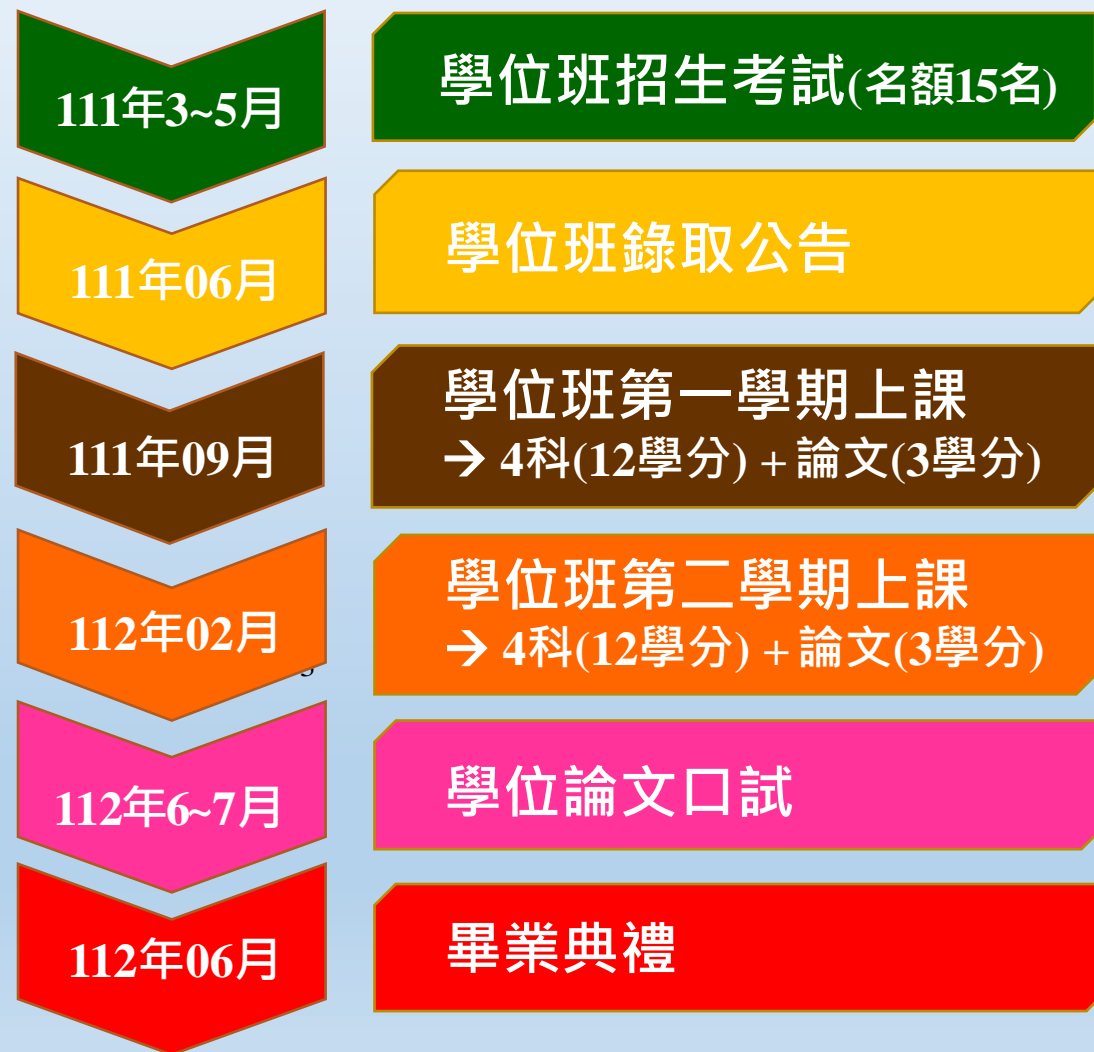 111年3~5月
學位班招生考試(名額15名)
111年06月
學位班錄取公告
111年09月
學位班第一學期上課
→ 4科(12學分) + 論文(3學分)
112年02月
學位班第二學期上課
→ 4科(12學分) + 論文(3學分)
112年6~7月
學位論文口試
112年06月
畢業典禮